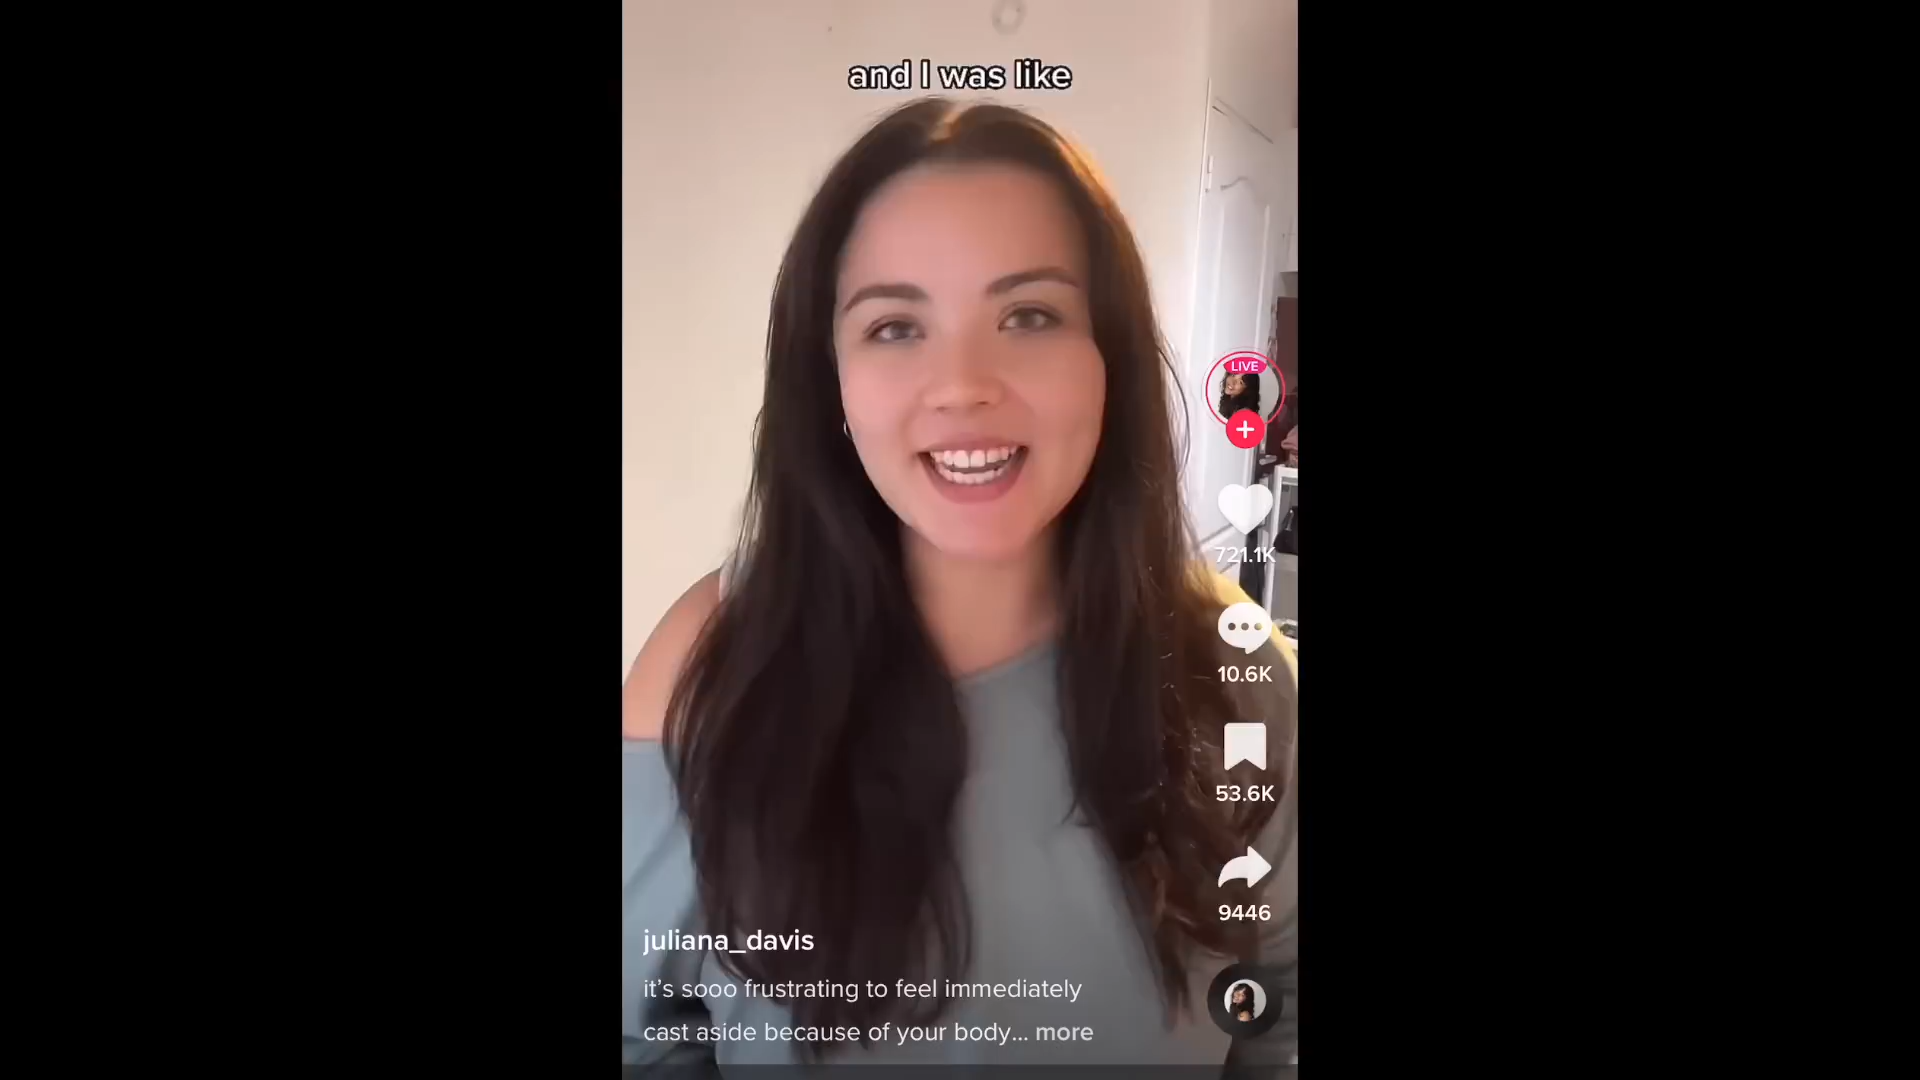 and I was like
LIVE
721.1K
10.6K
53.6K
9446
juliana_davis
it's sooo frustrating to feel immediately
cast aside because of your body... more